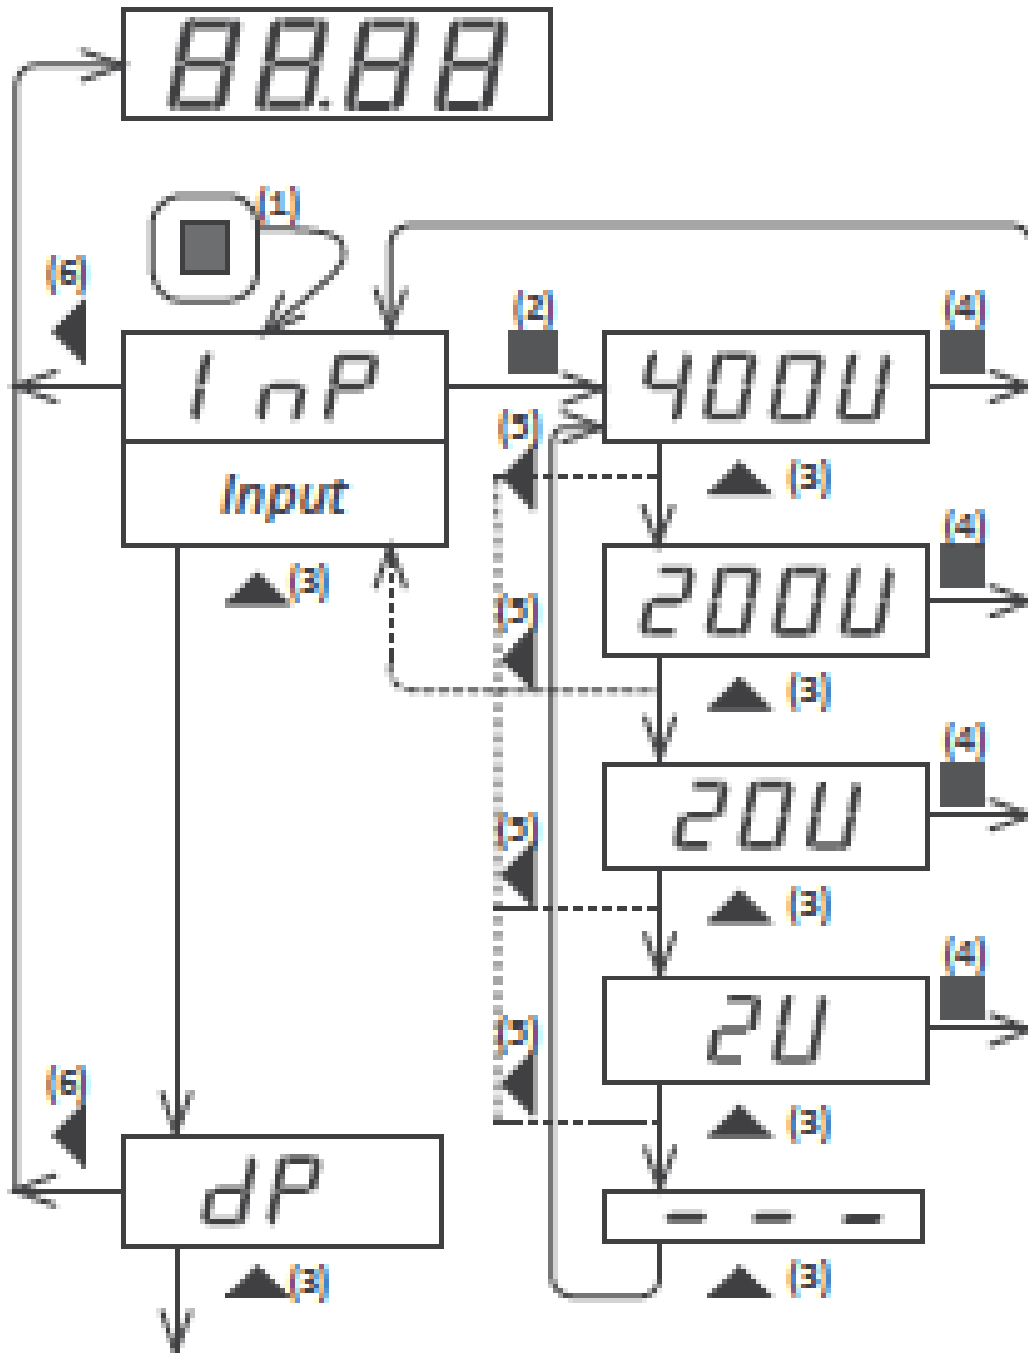 88.88
(1)
(6)
(2)
(4)
InP
400U
(5)
(3)
Input
(4)
(3)
200U
(5)
(3)
(4)
20U
(5)
(3)
(4)
2U
(5)
(6)
(3)
dP
- - -
(3)
(3)